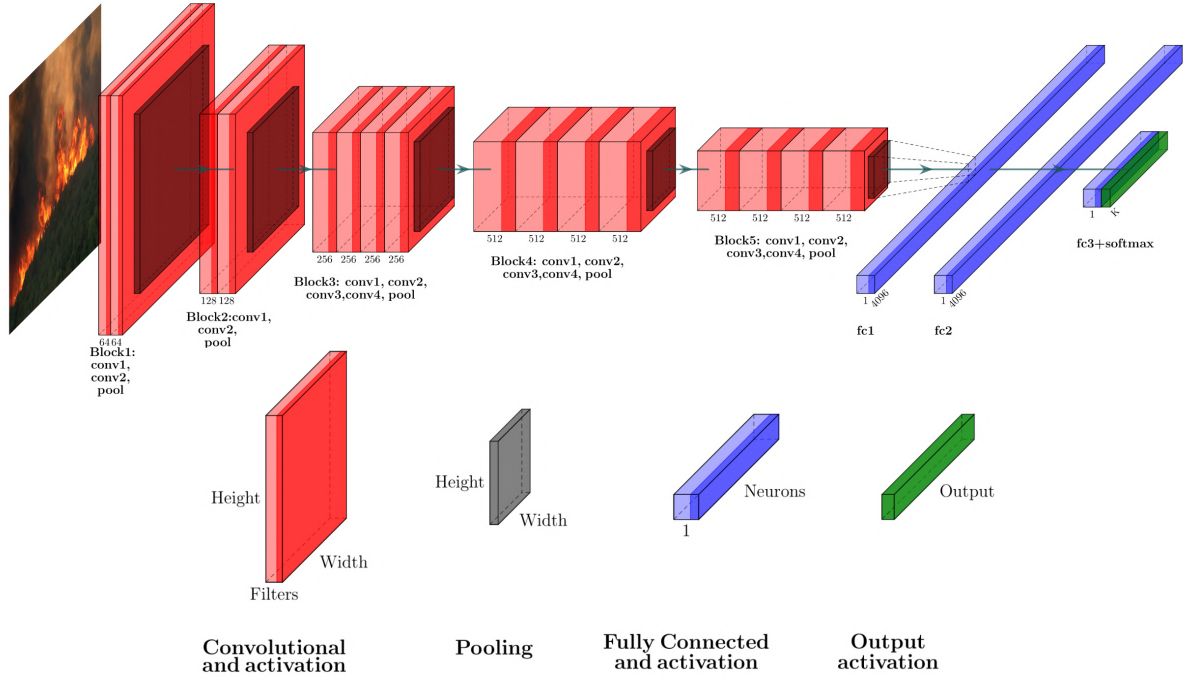 64 64
Block1:
conv1,
conv2,
pool
128 128
Block2:conv1,
conv2,
pool
256 256 256 256
Block3: conv1, conv2,
conv3,conv4, pool
512 512 512 512
Block4: conv1, conv2,
conv3,conv4, pool
512 512 512 512
Block5: conv1, conv2,
conv3,conv4, pool
1 4096
fc1
1 4096
fc2
1 K
fc3+softmax
Height
Width
Filters
Height
Width
Neurons
1
Output
Convolutional
and activation
Pooling
Fully Connected
and activation
Output
activation